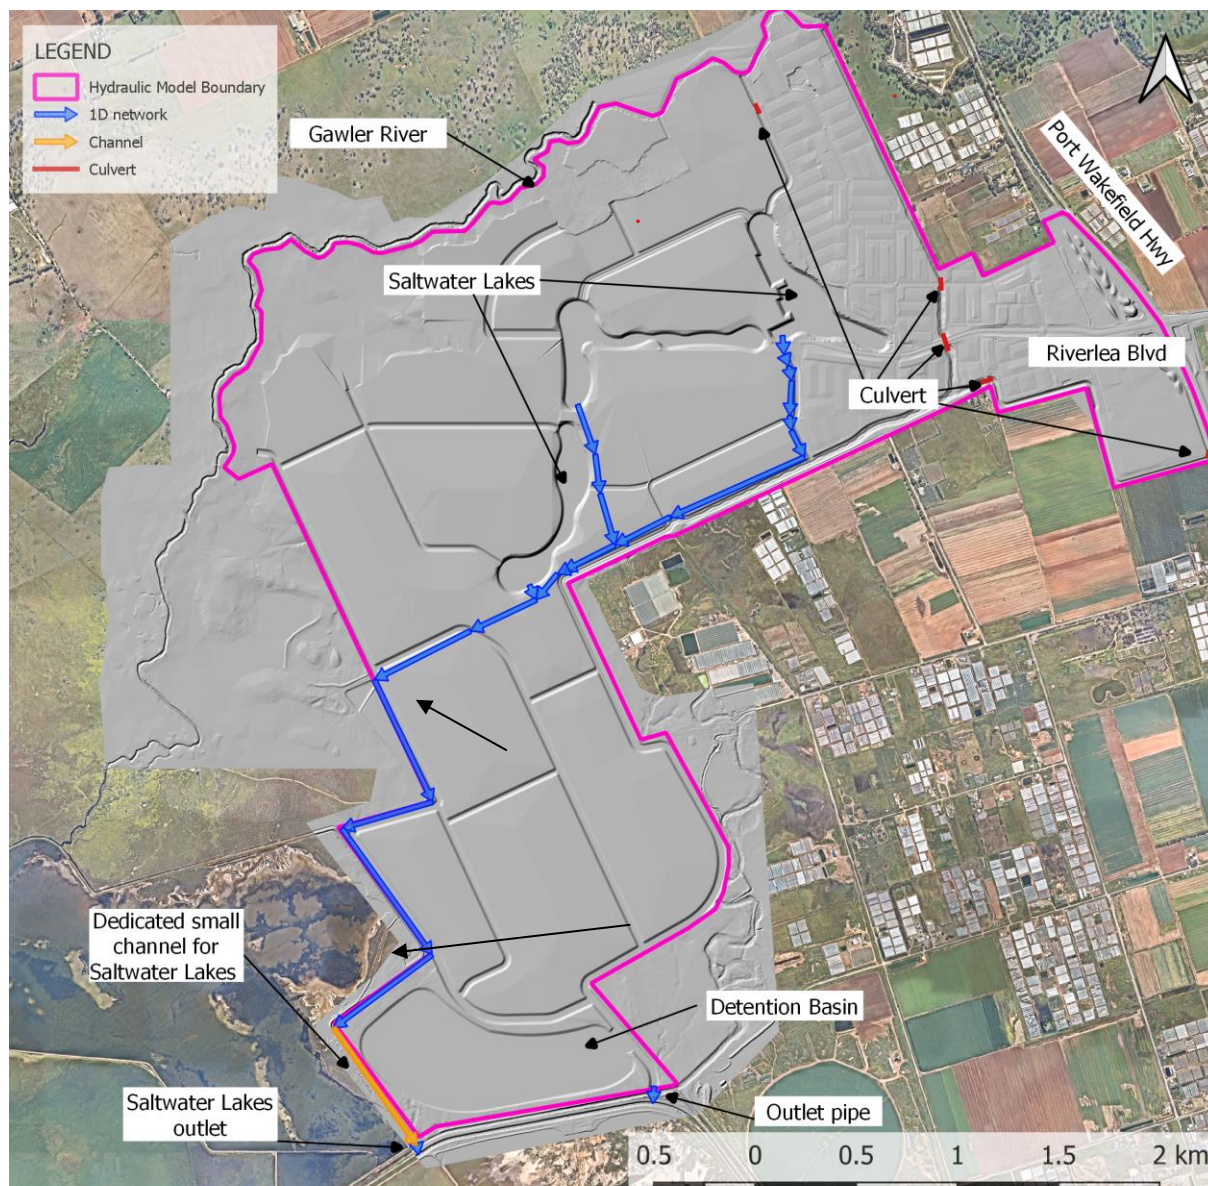 LEGEND
Hydraulic Model Boundary
1D network
Channel
Culvert
Gawler River
Port Wakefield Hwy
Saltwater Lakes
Riverlea Blvd
Culvert
Dedicated small
channel for
Saltwater Lakes
Detention Basin
Saltwater Lakes
outlet
Outlet pipe
0.5 0 0.5 1 1.5 2 km